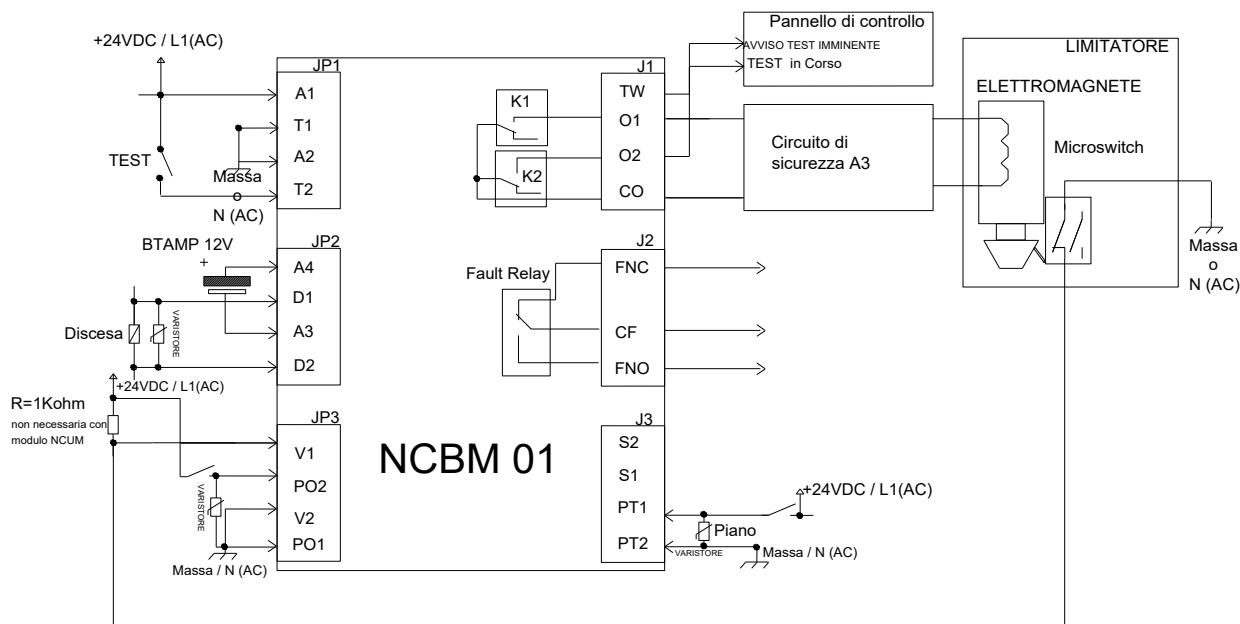 +24VDC / L1(AC)
JP1
A1
T1
A2
T2
TEST
Massa
o
N (AC)
BTAMP 12V
+
JP2
A4
D1
A3
D2
Discesa
VARISTORE
+24VDC / L1(AC)
R=1Kohm
non necessaria con
modulo NCUM
JP3
V1
PO2
V2
PO1
VARISTORE
Massa / N (AC)
NCBM 01
K1
K2
J1
TW
O1
O2
CO
Fault Relay
J2
FNC
CF
FNO
J3
S2
S1
PT1
PT2
+24VDC / L1(AC)
Piano
VARISTORE
Massa / N (AC)
Pannello di controllo
AVVISO TEST IMMINENTE
TEST in Corso
Circuito di
sicurezza A3
LIMITATORE
ELETTROMAGNETE
Microswitch
Massa
o
N (AC)